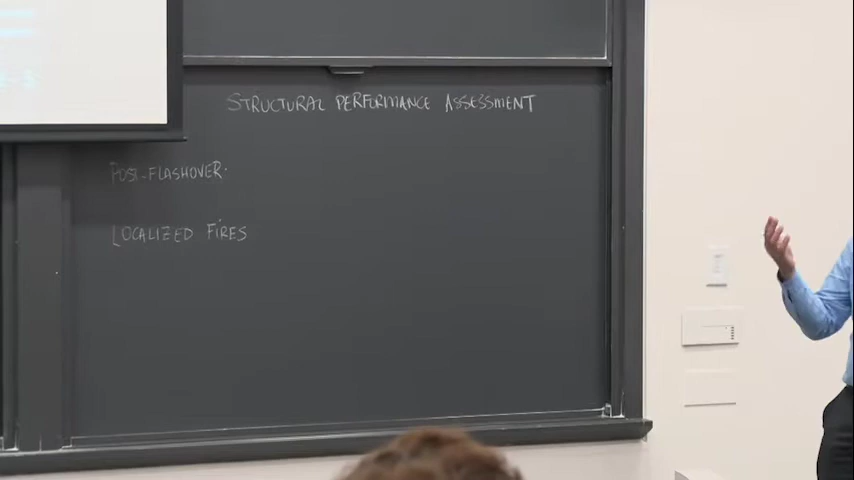 STRUCTURAL PERFORMANCE ASSESSMENT
POST-FLASHOVER.
LOCALIZED FIRES